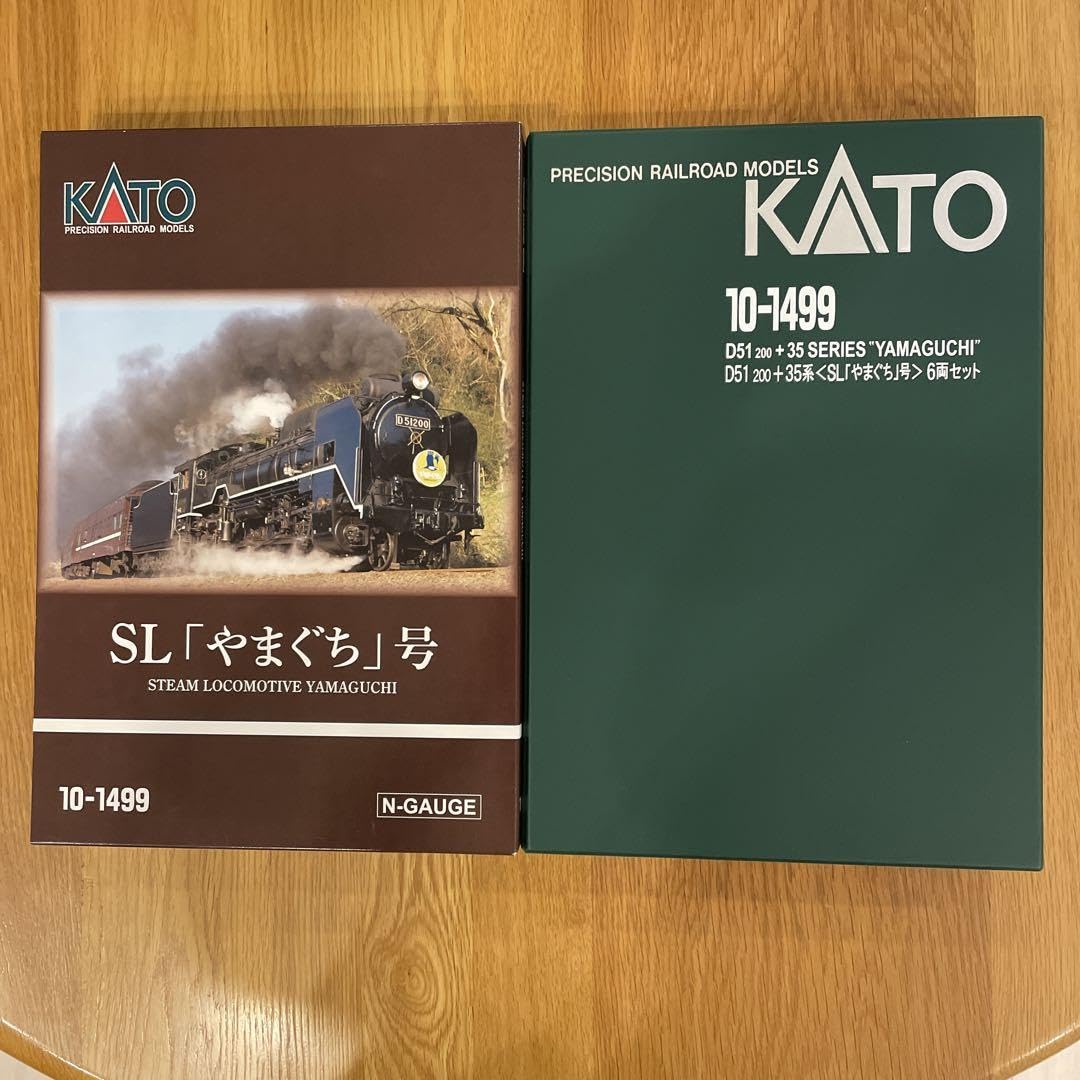 KATO
PRECISION RAILROAD MODELS
D51200
SL「やまぐち」号
STEAM LOCOMOTIVE YAMAGUCHI
10-1499
N-GAUGE
PRECISION RAILROAD MODELS
KATO
10-1499
D51 200 + 35 SERIES "YAMAGUCHI"
D51 200+35系<SL「やまぐち」号> 6両セット